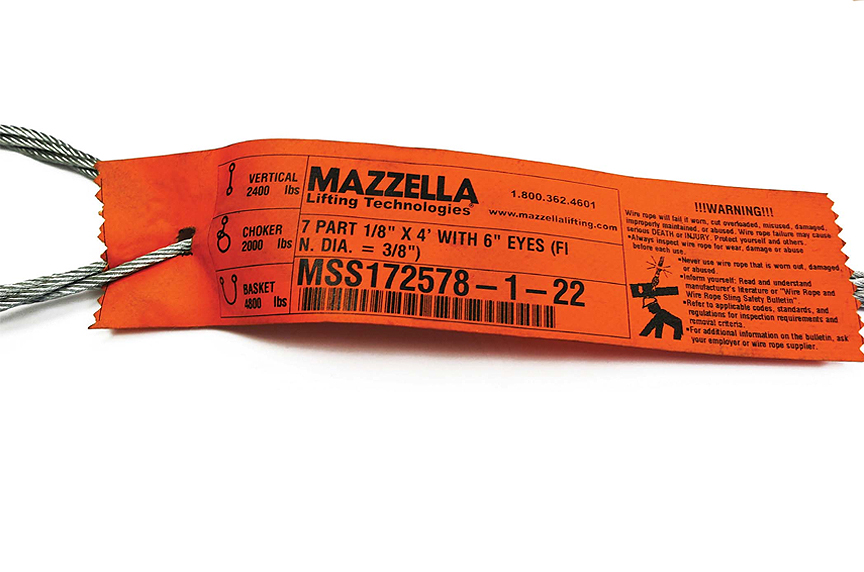 VERTICAL
2400 lbs
CHOKER
2000 lbs
BASKET
4800 lbs
MAZZELLA
Lifting Technologies®
1.800.362.4601
www.mazzellalifting.com
7 PART 1/8" X 4' WITH 6" EYES (FI
N. DIA. = 3/8")
MSS172578-1-22
!!!WARNING!!!
Wire rope will fail if worn, cut overloaded, misused, damaged,
improperly maintained, or abused. Wire rope failure may cause
serious DEATH or INJURY. Protect yourself and others.
•Always inspect wire rope for wear, damage or abuse
before each use.
•Never use wire rope that is worn out, damaged,
or abused.
•Inform yourself: Read and understand
manufacturer's literature or "Wire Rope and
Wire Rope Sling Safety Bulletin"
•Refer to applicable codes, standards, and
regulations for inspection requirements and
removal criteria.
•For additional information on the bulletin, ask
your employer or wire rope supplier.